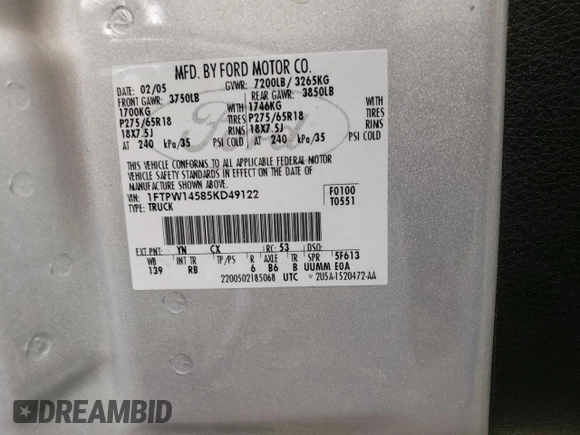 MFD. BY FORD MOTOR CO.
DATE: 02/05 GVWR: 7200LB/ 3265KG
FRONT GAWR: 3750LB REAR GAWR: 3850LB
1700KG WITH 1746KG WITH
P275/65R18 TIRES P275/65R18 TIRES
18X7.5J RINS 18X7.5J RINS
AT 240 kPa/35 PSI COLD AT 240 kPa/35 PSI COLD
Ford
THIS VEHICLE CONFORMS TO ALL APPLICABLE FEDERAL MOTOR
VEHICLE SAFETY STANDARDS IN EFFECT ON THE DATE OF
MANUFACTURE SHOWN ABOVE.
VIN: 1FTPW14585KD49122 F0100
TYPE: TRUCK T0551
EXT PNT: YN CX RC: 53 DSO:
WB INT TR TP/PS R AXLE TR SPR 5F613
139 RB 6 B6 B UUMM E0A
2200502185068 UTC 2U5A-1520472-AA
DREAMBID